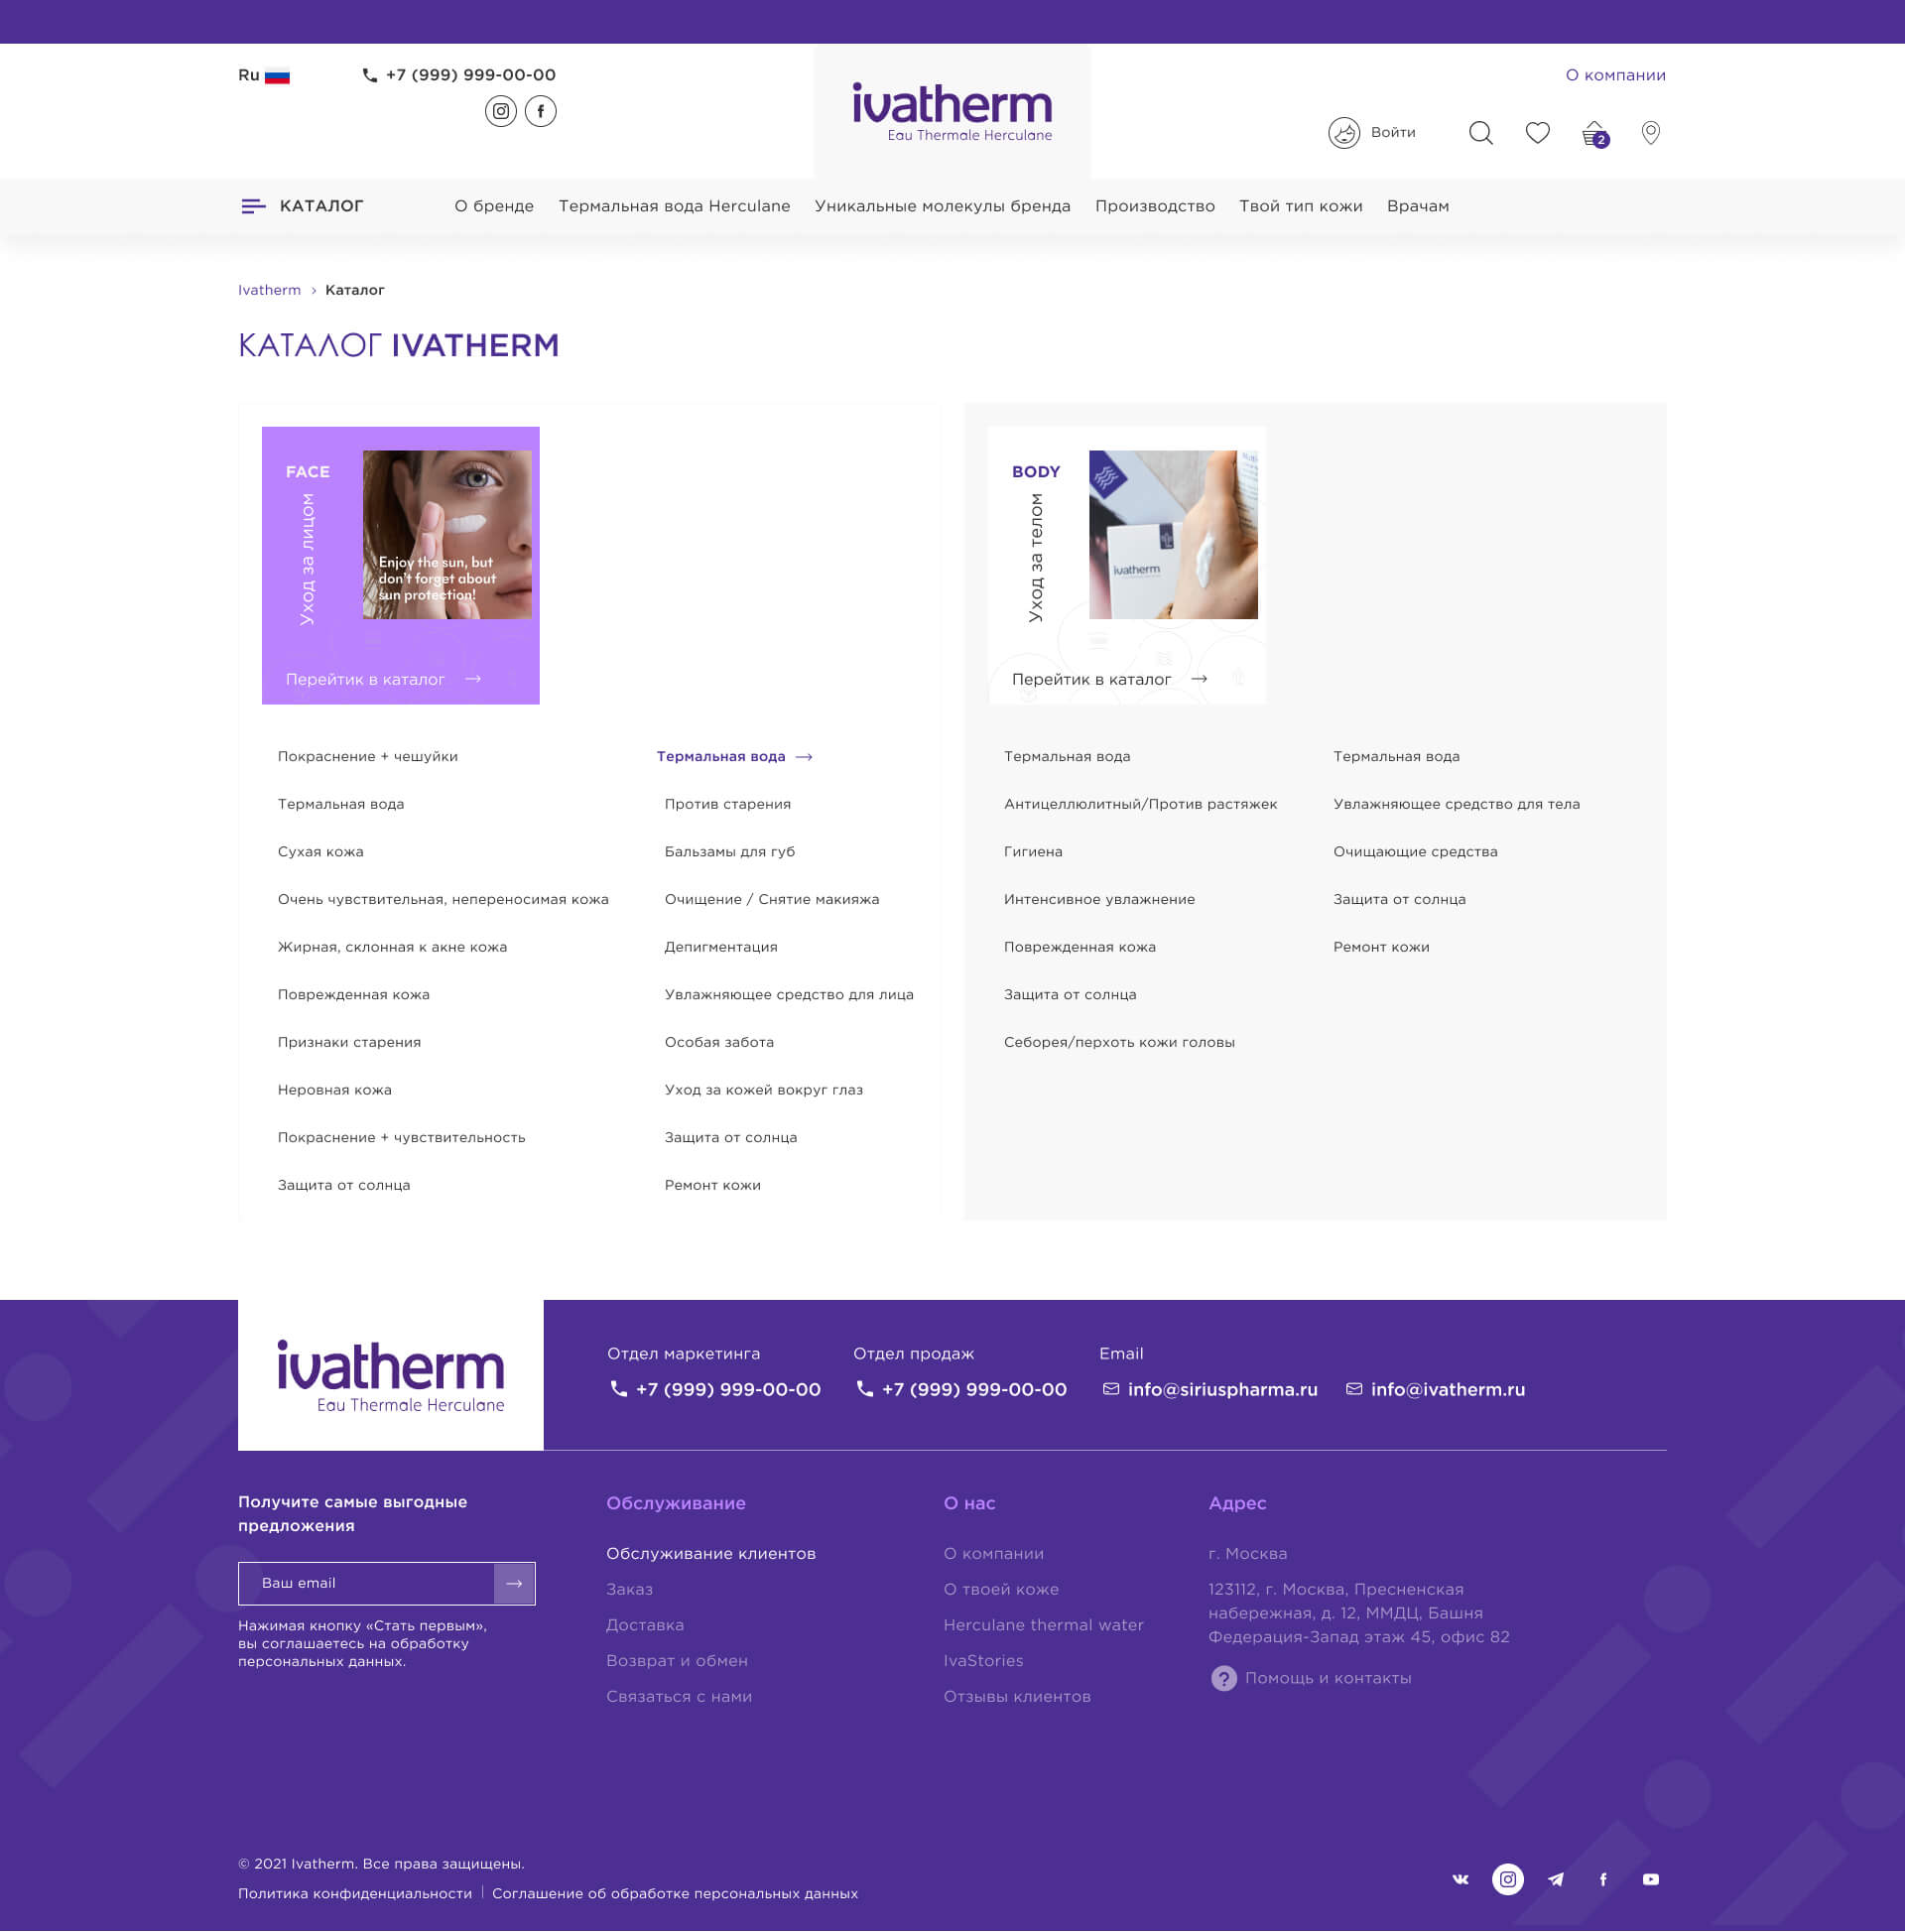 Ru
+7 (999) 999-00-00
ivatherm
Eau Thermale Herculane
О компании
Войти
2
КАТАЛОГ
О бренде
Термальная вода Herculane
Уникальные молекулы бренда
Производство
Твой тип кожи
Врачам
Ivatherm > Каталог
КАТАЛОГ IVATHERM
FACE
Уход за лицом
Enjoy the sun, but
don't forget about
sun protection!
Перейтик в каталог
Покраснение + чешуйки
Термальная вода
Сухая кожа
Очень чувствительная, непереносимая кожа
Жирная, склонная к акне кожа
Поврежденная кожа
Признаки старения
Неровная кожа
Покраснение + чувствительность
Защита от солнца
Термальная вода
Против старения
Бальзамы для губ
Очищение / Снятие макияжа
Депигментация
Увлажняющее средство для лица
Особая забота
Уход за кожей вокруг глаз
Защита от солнца
Ремонт кожи
BODY
Уход за телом
ivatherm
Перейтик в каталог
Термальная вода
Антицеллюлитный/Против растяжек
Гигиена
Интенсивное увлажнение
Поврежденная кожа
Защита от солнца
Себорея/перхоть кожи головы
Термальная вода
Увлажняющее средство для тела
Очищающие средства
Защита от солнца
Ремонт кожи
ivatherm
Eau Thermale Herculane
Отдел маркетинга
+7 (999) 999-00-00
Отдел продаж
+7 (999) 999-00-00
Email
info@siriuspharma.ru
info@ivatherm.ru
Получите самые выгодные
предложения
Ваш email
Нажимая кнопку «Стать первым»,
вы соглашаетесь на обработку
персональных данных.
Обслуживание
Обслуживание клиентов
Заказ
Доставка
Возврат и обмен
Связаться с нами
О нас
О компании
О твоей коже
Herculane thermal water
IvaStories
Отзывы клиентов
Адрес
г. Москва
123112, г. Москва, Пресненская
набережная, д. 12, ММДЦ, Башня
Федерация-Запад этаж 45, офис 82
? Помощь и контакты
© 2021 Ivatherm. Все права защищены.
Политика конфиденциальности | Соглашение об обработке персональных данных